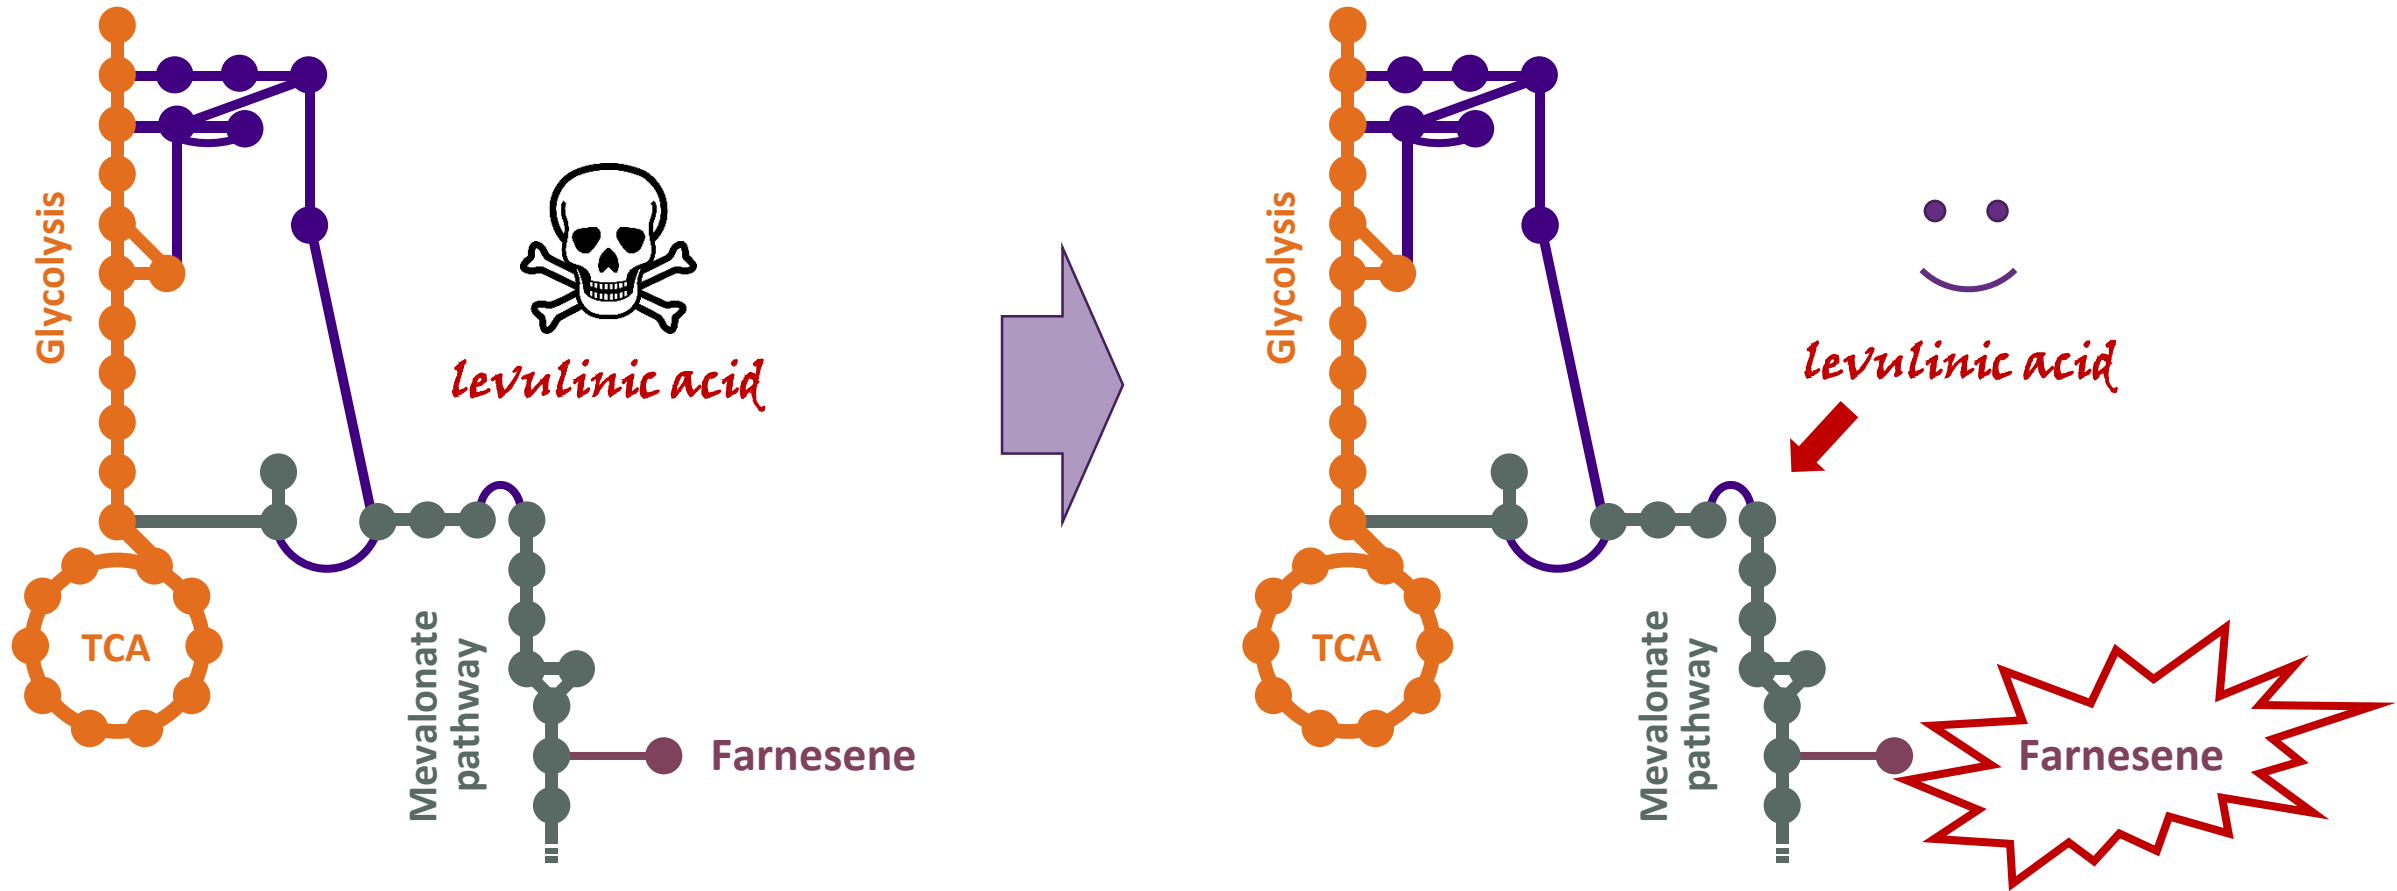 Glycolysis
levulinic acid
TCA
Mevalonate
pathway
Farnesene
Glycolysis
levulinic acid
TCA
Mevalonate
pathway
Farnesene